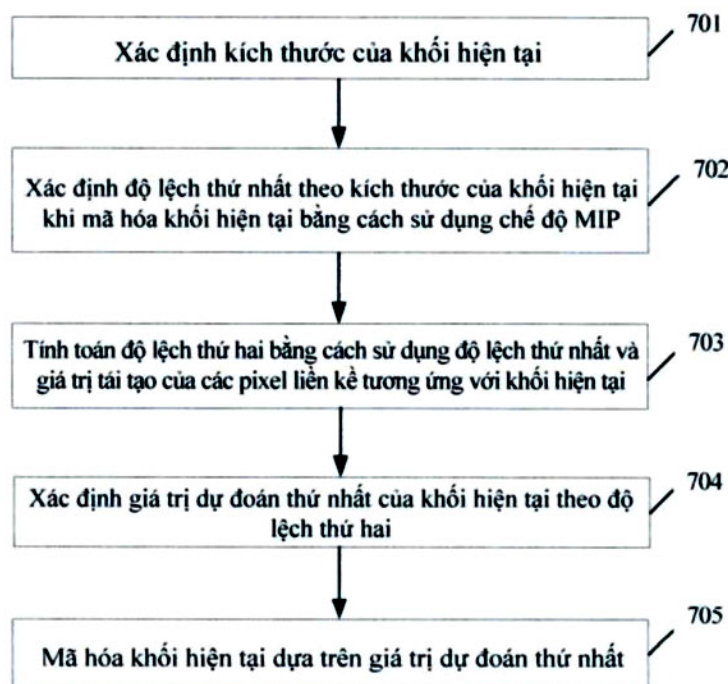 701
Xác định kích thước của khối hiện tại
702
Xác định độ lệch thứ nhất theo kích thước của khối hiện tại
khi mã hóa khối hiện tại bằng cách sử dụng chế độ MIP
703
Tính toán độ lệch thứ hai bằng cách sử dụng độ lệch thứ nhất và
giá trị tái tạo của các pixel liền kề tương ứng với khối hiện tại
704
Xác định giá trị dự đoán thứ nhất của khối hiện tại theo độ
lệch thứ hai
705
Mã hóa khối hiện tại dựa trên giá trị dự đoán thứ nhất